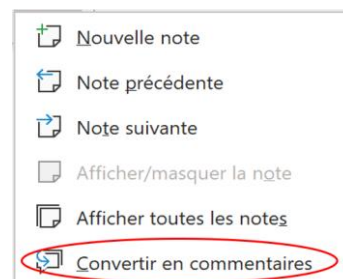 Nouvelle note
Note précédente
Note suivante
Afficher/masquer la note
Afficher toutes les notes
Convertir en commentaires